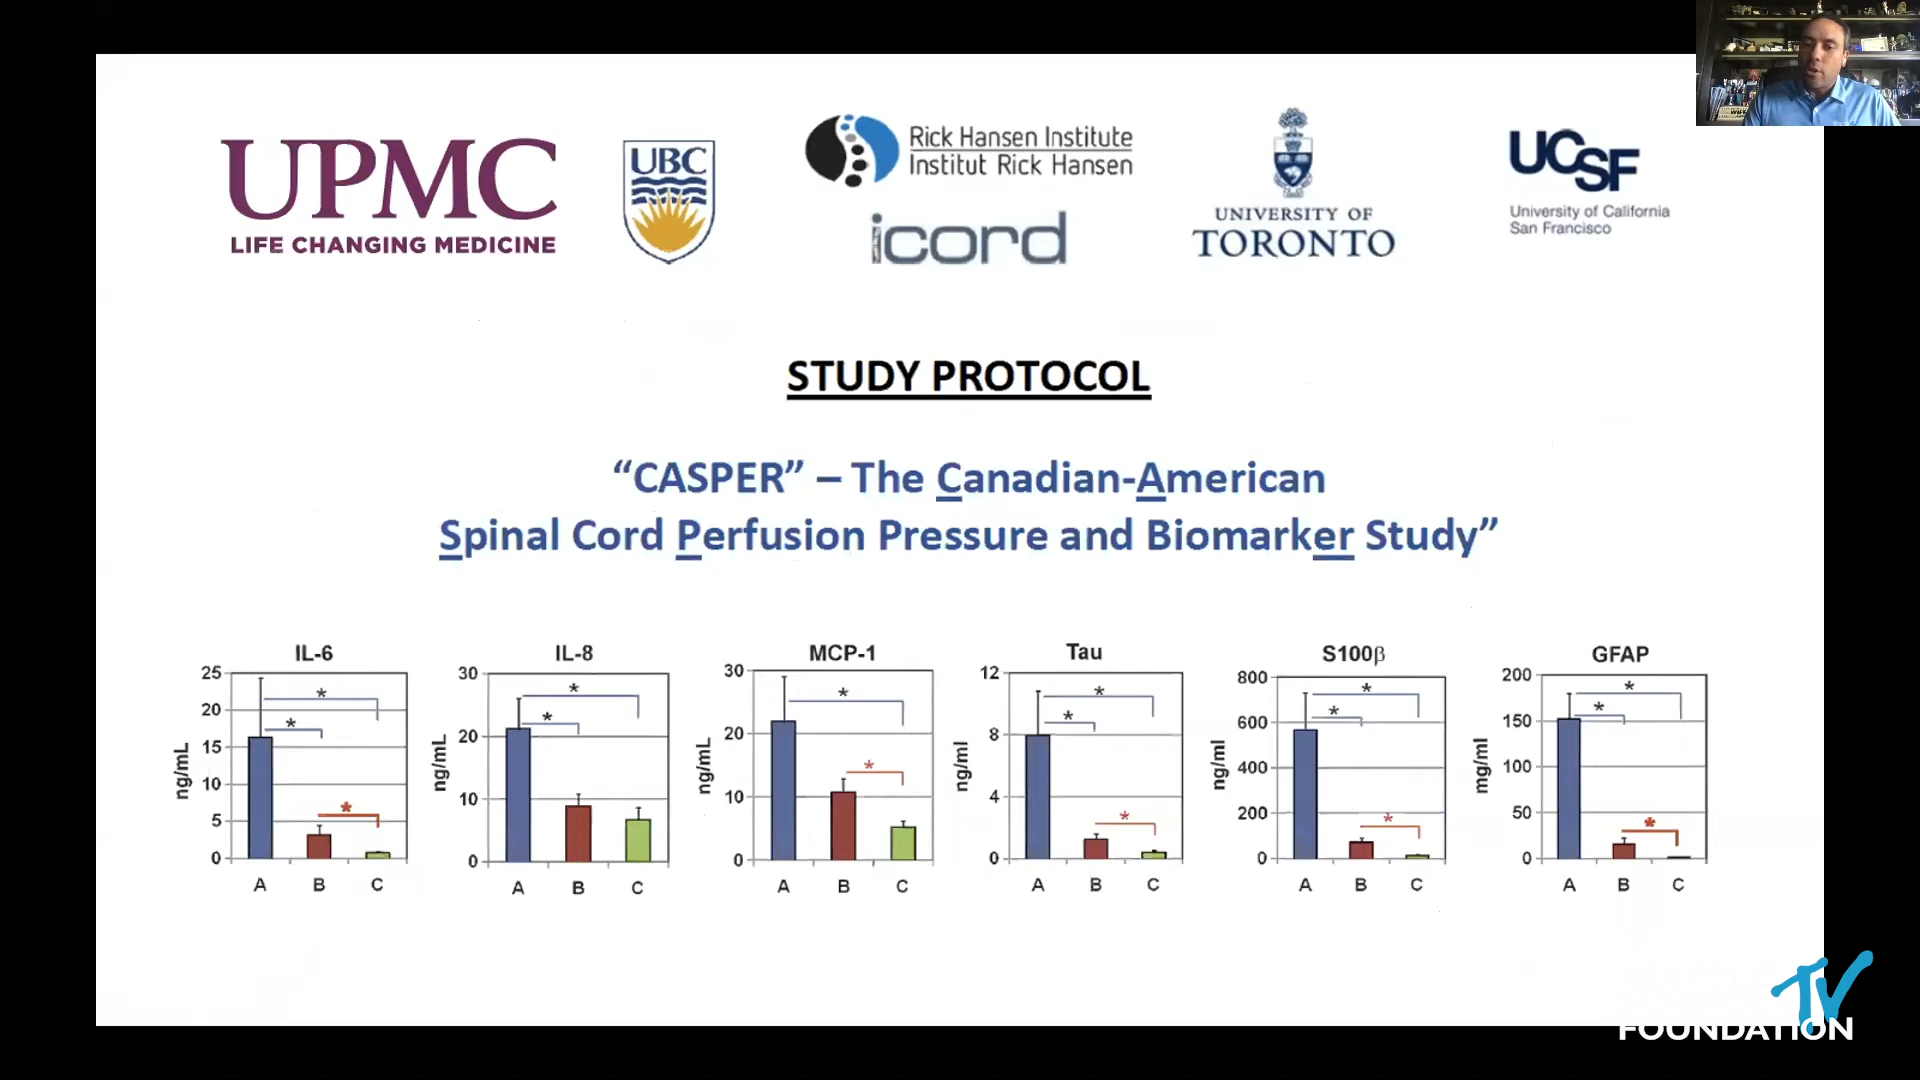 UPMC
LIFE CHANGING MEDICINE
UBC
Rick Hansen Institute
Institut Rick Hansen
icord
UNIVERSITY OF
TORONTO
UCSF
University of California
San Francisco
STUDY PROTOCOL
“CASPER” – The Canadian-American
Spinal Cord Perfusion Pressure and Biomarker Study”
IL-6
25
20
15
10
5
0
ng/mL
* * *
A B C
IL-8
30
20
10
0
ng/mL
* *
A B C
MCP-1
30
20
10
0
ng/mL
* *
A B C
Tau
12
8
4
0
ng/ml
* * *
A B C
S100β
800
600
400
200
0
ng/ml
* * *
A B C
GFAP
200
150
100
50
0
mg/ml
* * *
A B C
TV
FOUNDATION